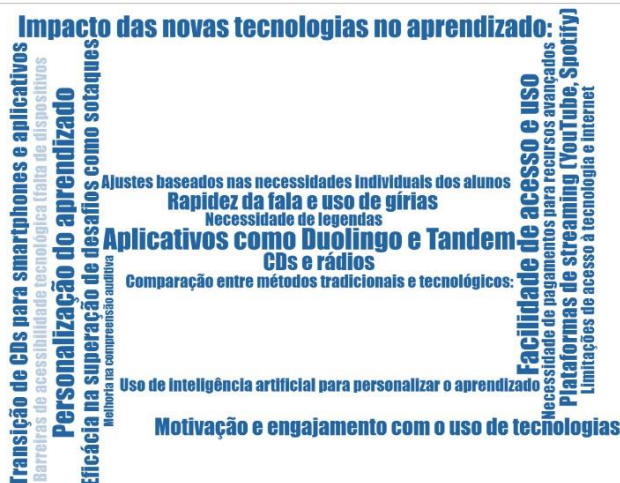 Impacto das novas tecnologias no aprendizado:
Transição de CDs para smartphones e aplicativos
Barreiras de acessibilidade tecnológica (falta de dispositivos
Personalização do aprendizado
Eficácia na superação de desafios como sotaques
Melhoria na compreensão auditiva
Ajustes baseados nas necessidades individuais dos alunos
Rapidez da fala e uso de gírias
Necessidade de legendas
Aplicativos como Duolingo e Tandem
CDs e rádios
Comparação entre métodos tradicionais e tecnológicos:
Uso de inteligência artificial para personalizar o aprendizado
Motivação e engajamento com o uso de tecnologias
Facilidade de acesso e uso
Necessidade de pagamentos para recursos avançados
Plataformas de streaming (YouTube, Spotify)
Limitações de acesso à tecnologia e internet